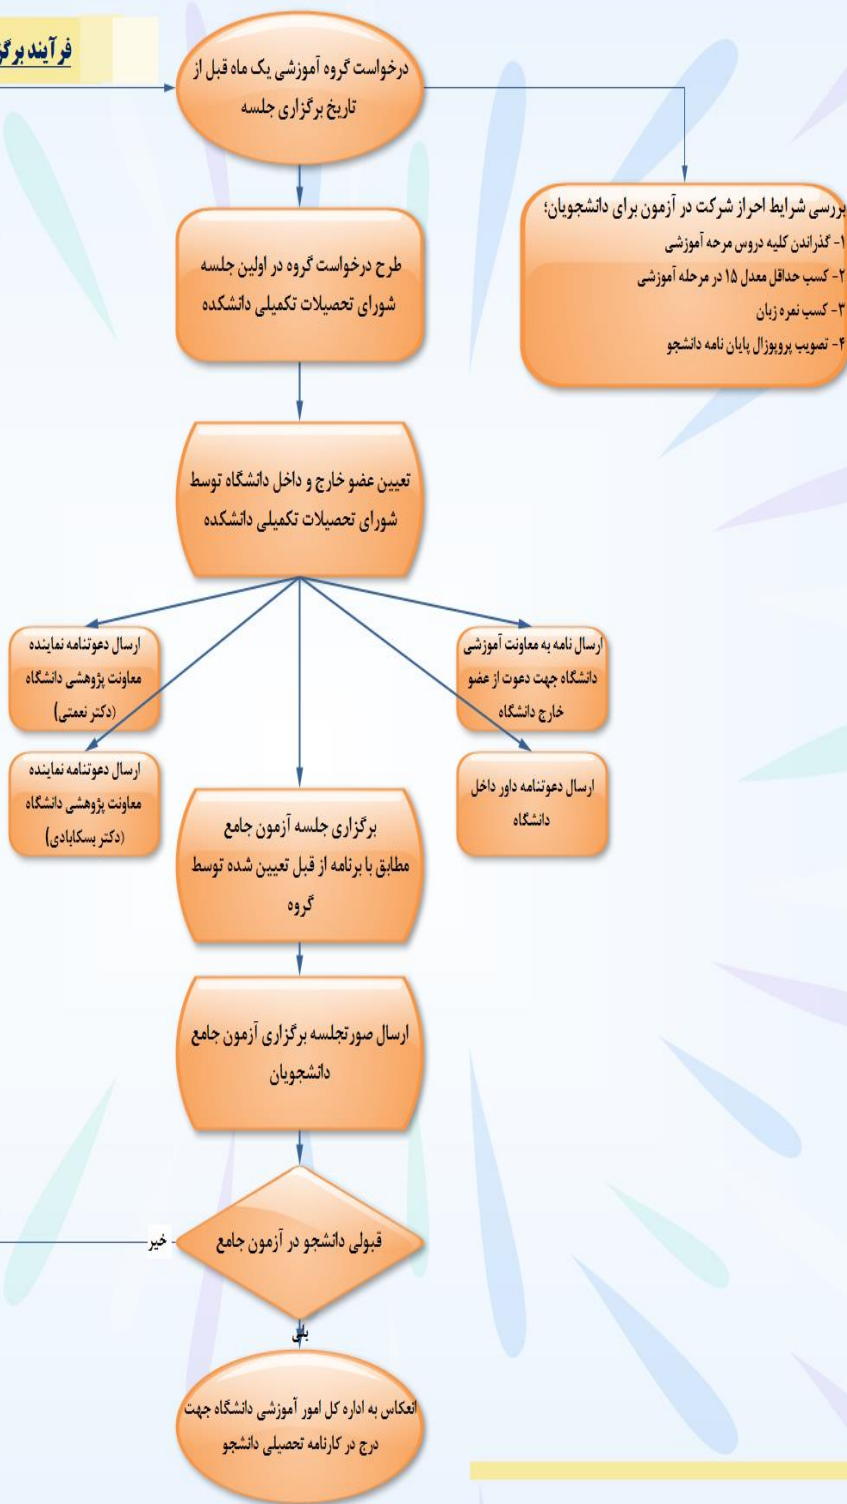 فرآیند
درخواست گروه آموزشی یک ماه قبل از
تاریخ برگزاری جلسه
بررسی شرایط احراز شرکت در آزمون برای دانشجویان؛
۱- گذراندن کلیه دروس مرحه آموزشی
۲- کسب حداقل معدل ۱۵ در مرحله آموزشی
۳- کسب نمره زبان
۴- تصویب پروپوزال پایان نامه دانشجو
طرح درخواست گروه در اولین جلسه
شورای تحصیلات تکمیلی دانشکده
تعیین عضو خارج و داخل دانشگاه توسط
شورای تحصیلات تکمیلی دانشکده
ارسال نامه به معاونت آموزشی
دانشگاه جهت دعوت از عضو
خارج دانشگاه
ارسال دعوتنامه نماینده
معاونت پژوهشی دانشگاه
(دکتر نعمتی)
ارسال دعوتنامه داور داخل
دانشگاه
ارسال دعوتنامه نماینده
معاونت پژوهشی دانشگاه
(دکتر بسکابادی)
برگزاری جلسه آزمون جامع
مطابق با برنامه از قبل تعیین شده توسط
گروه
ارسال صورتجلسه برگزاری آزمون جامع
دانشجویان
قبولی دانشجو در آزمون جامع
خیر
بلی
انعکاس به اداره کل امور آموزشی دانشگاه جهت
درج در کارنامه تحصیلی دانشجو